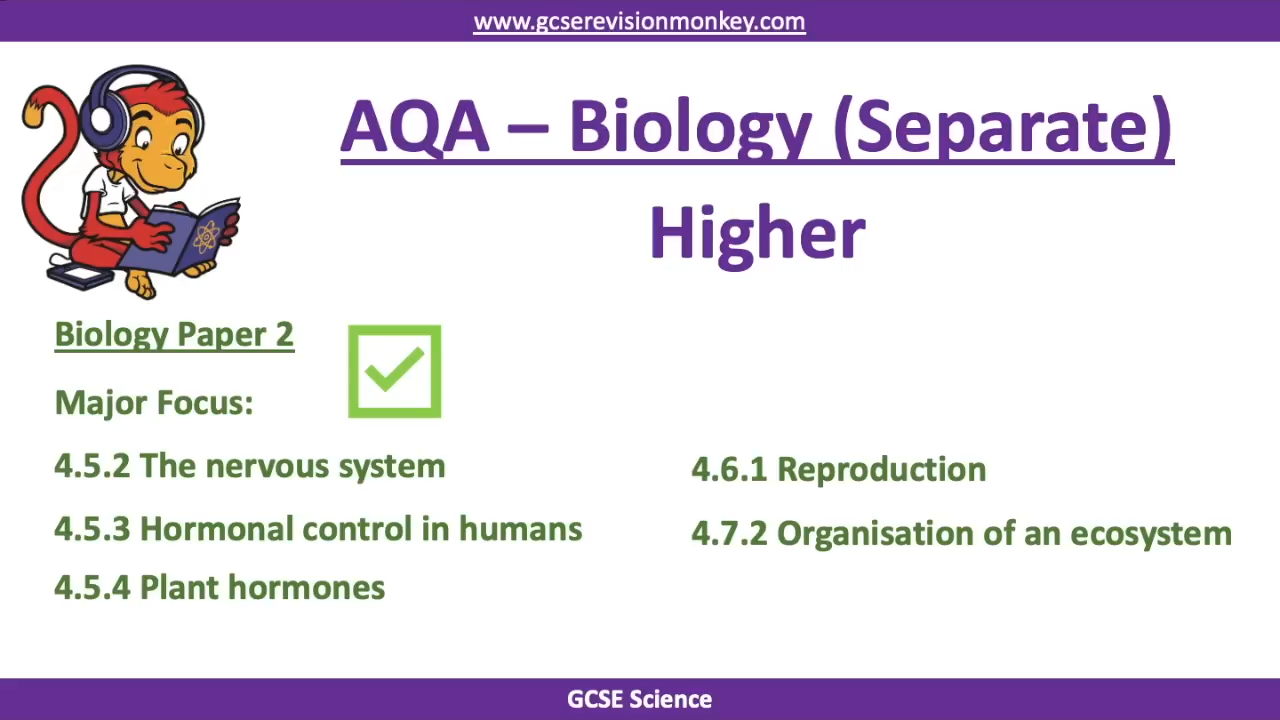 www.gcserevisionmonkey.com
AQA – Biology (Separate)
Higher
Biology Paper 2
Major Focus:
4.5.2 The nervous system
4.5.3 Hormonal control in humans
4.5.4 Plant hormones
4.6.1 Reproduction
4.7.2 Organisation of an ecosystem
GCSE Science